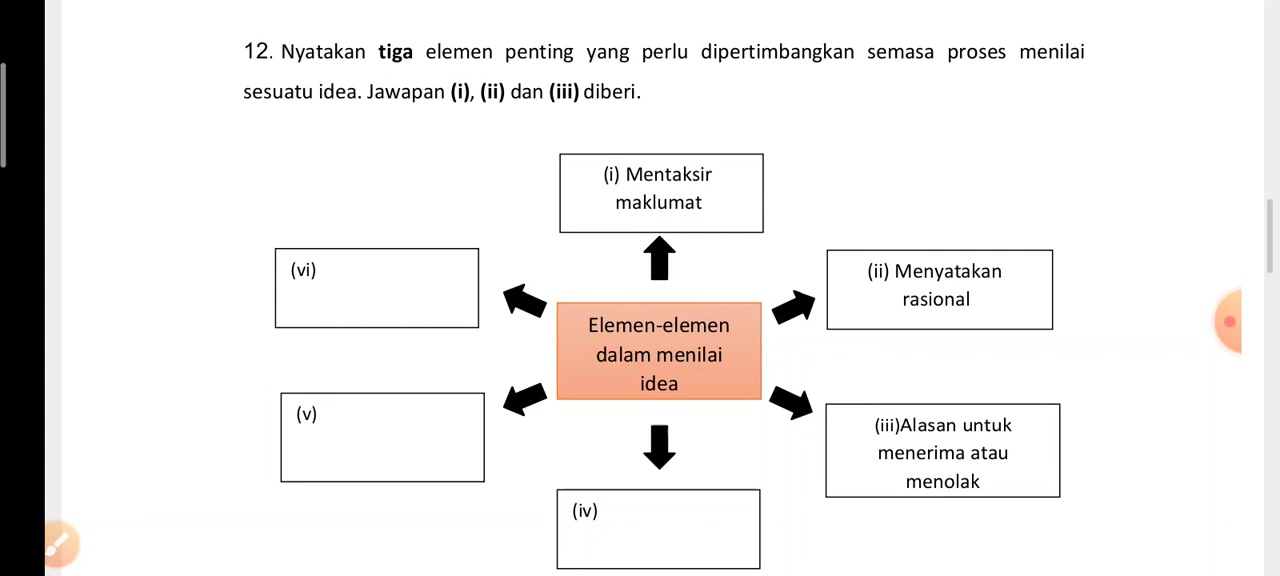 12. Nyatakan tiga elemen penting yang perlu dipertimbangkan semasa proses menilai
sesuatu idea. Jawapan (i), (ii) dan (iii) diberi.
(i) Mentaksir
maklumat
(vi)
(ii) Menyatakan
rasional
Elemen-elemen
dalam menilai
idea
(v)
(iii)Alasan untuk
menerima atau
menolak
(iv)